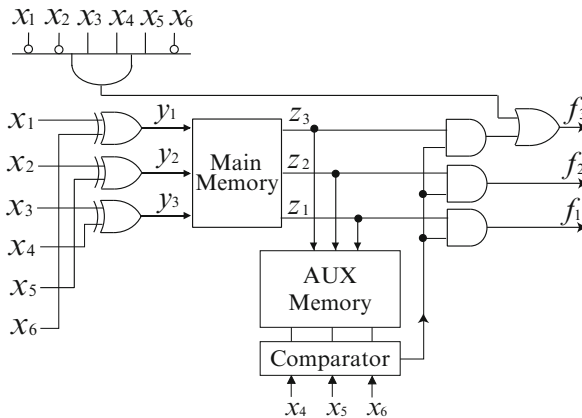 x1 x2 x3 x4 x5 x6
x1
x6
x2
x5
x3
x4
y1
y2
y3
Main
Memory
z3
z2
z1
f3
f2
f1
AUX
Memory
Comparator
x4 x5 x6